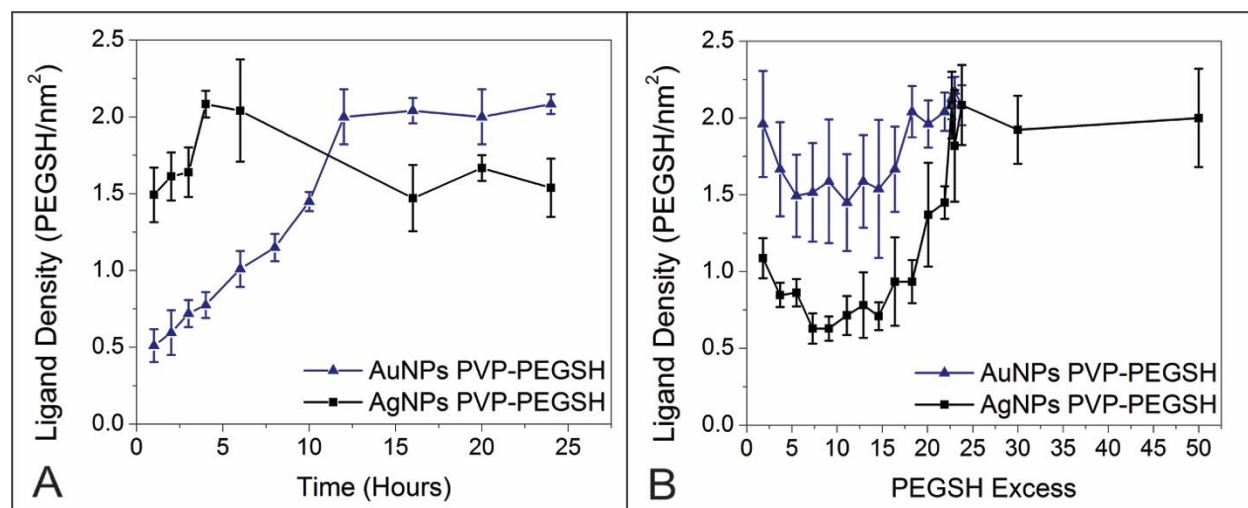 Ligand Density (PEGSH/nm²)
2.5
2.0
1.5
1.0
0.5
0.0
AuNPs PVP-PEGSH
AgNPs PVP-PEGSH
0 5 10 15 20 25
Time (Hours)
A
Ligand Density (PEGSH/nm²)
2.5
2.0
1.5
1.0
0.5
0.0
AuNPs PVP-PEGSH
AgNPs PVP-PEGSH
0 5 10 15 20 25 30 35 40 45 50
PEGSH Excess
B